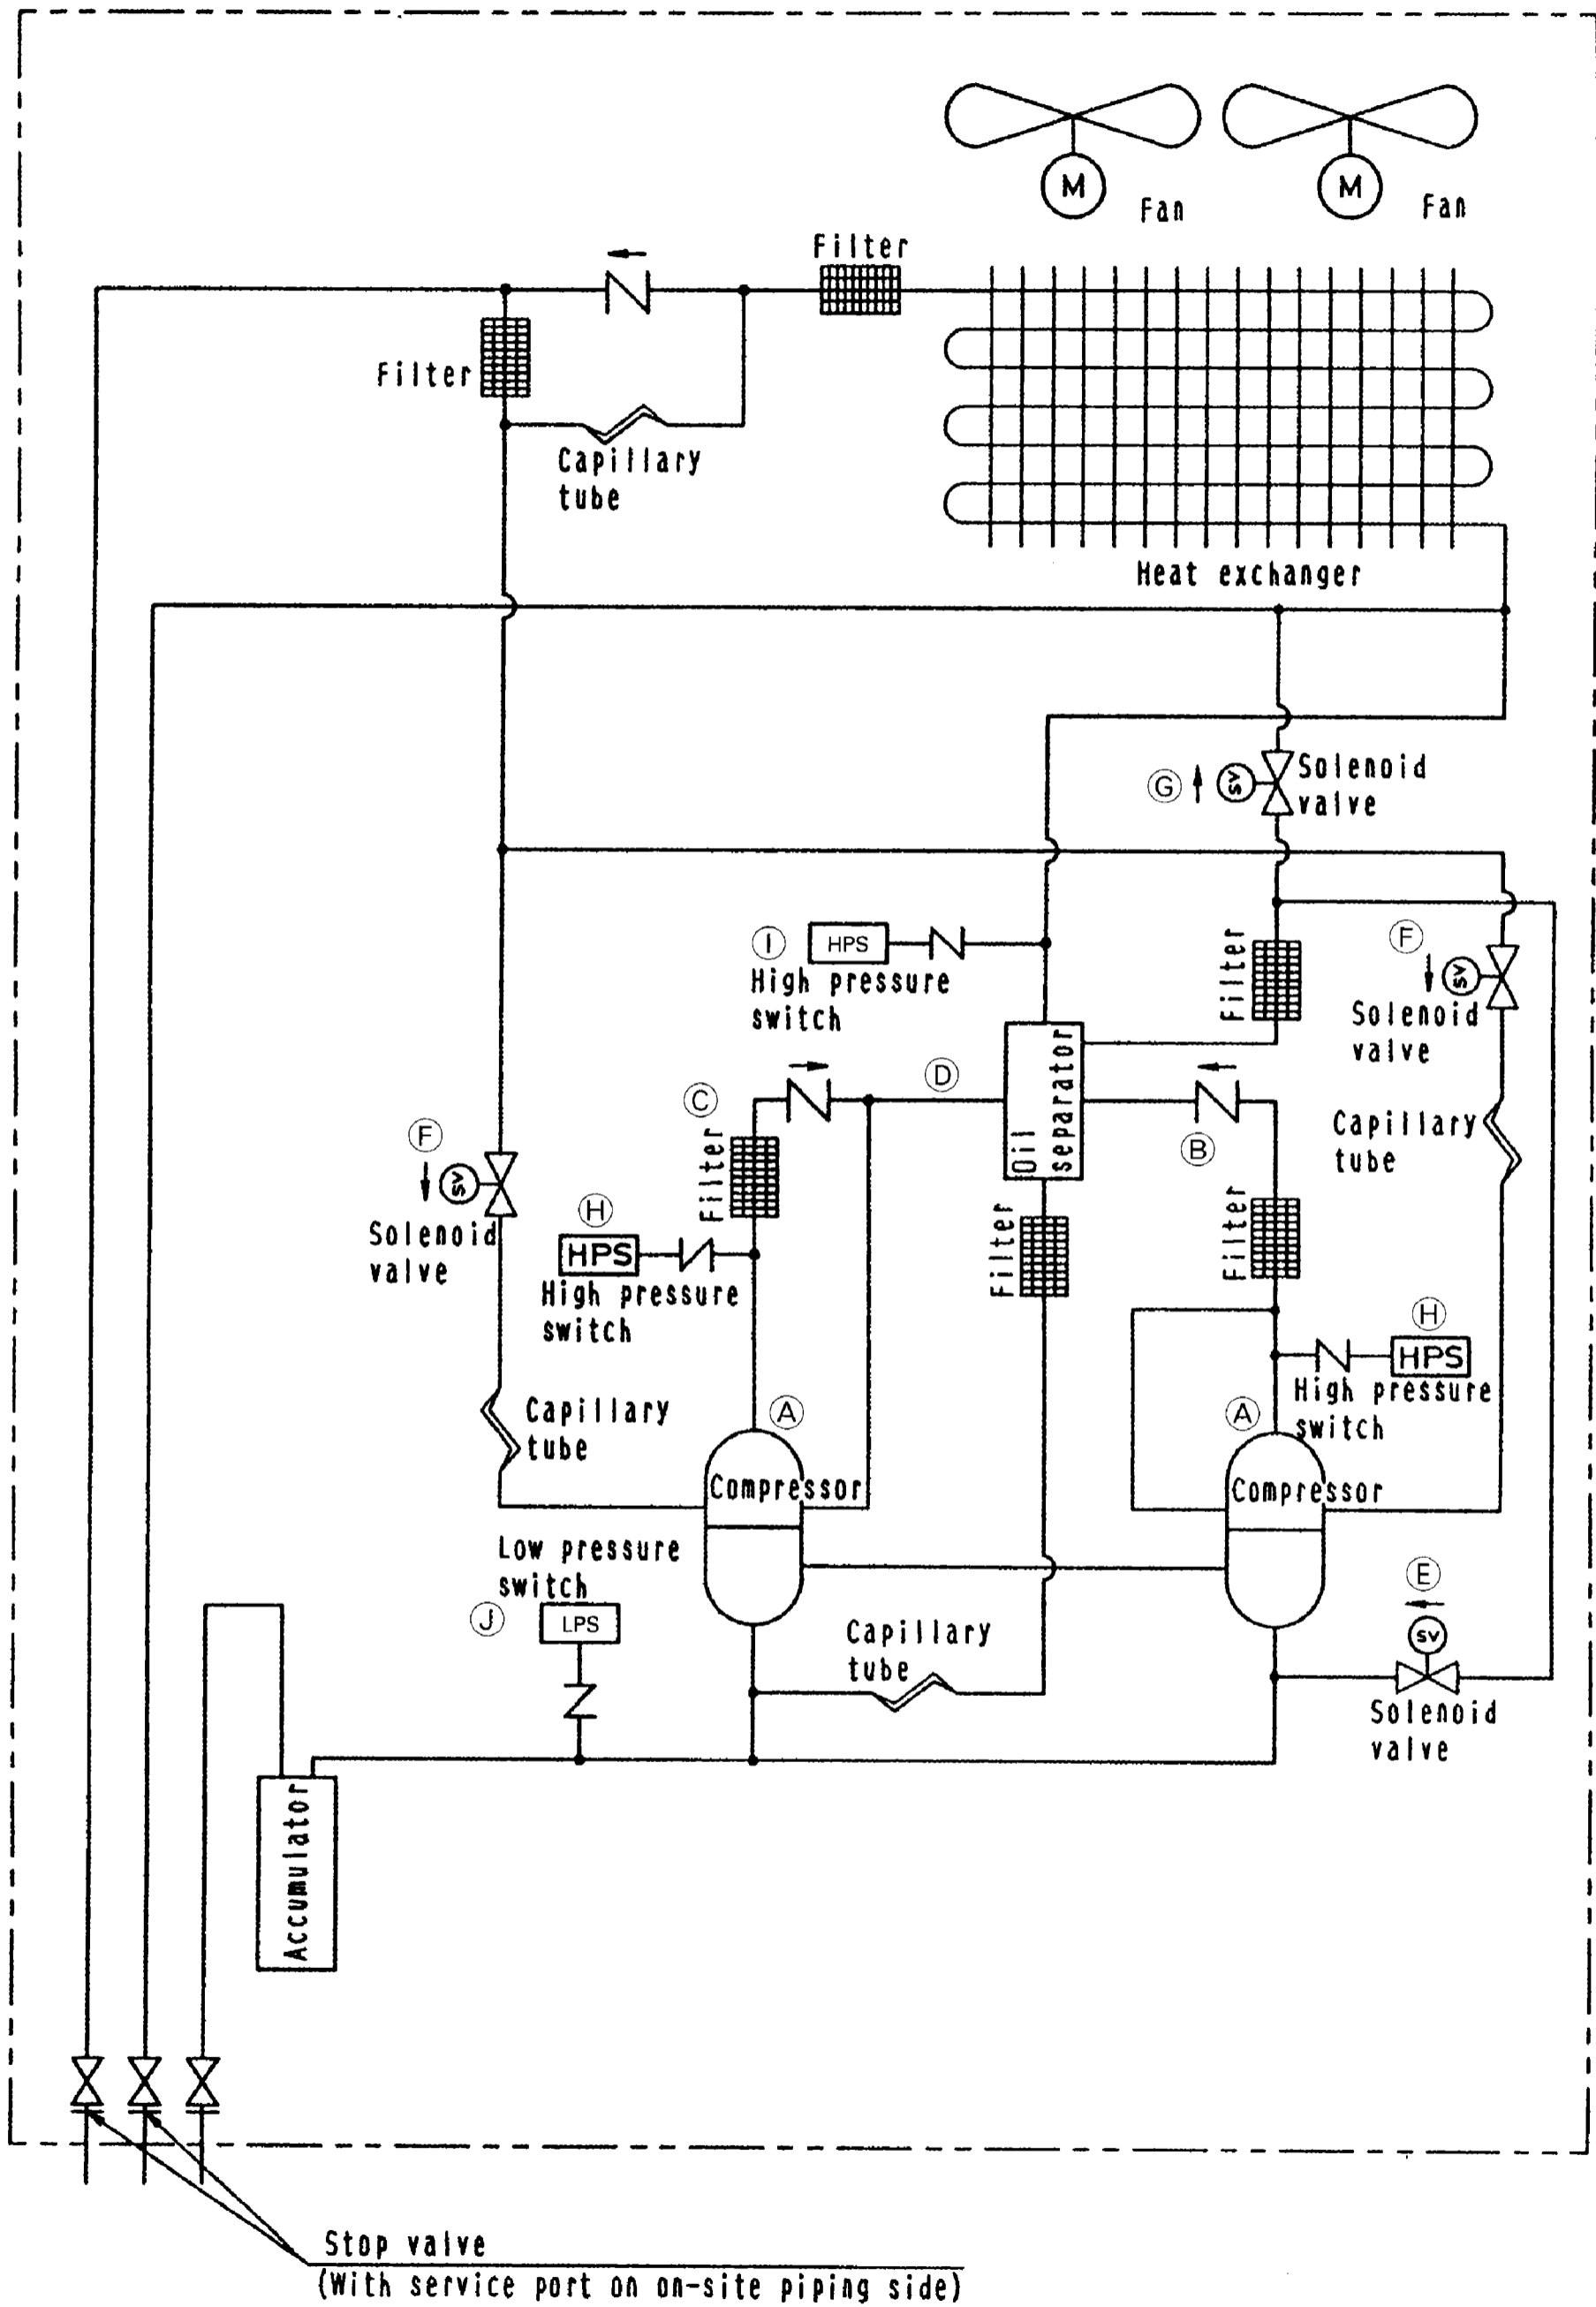 M
M
Fan
Fan
Filter
Filter
Capillary
tube
Heat exchanger
G
SV
Solenoid
valve
I
HPS
High pressure
switch
Filter
F
SV
Solenoid
valve
D
C
Filter
Oil
separator
B
Capillary
tube
F
SV
Solenoid
valve
H
HPS
High pressure
switch
Filter
Filter
H
HPS
High pressure
switch
A
A
Capillary
tube
Compressor
Compressor
Low pressure
switch
J
LPS
Capillary
tube
E
SV
Solenoid
valve
Accumulator
Stop valve
(With service port on on-site piping side)